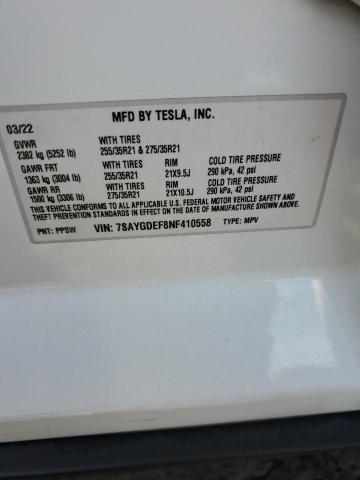 MFD BY TESLA, INC.
03/22
GVWR WITH TIRES
2382 kg (5252 lb) 255/35R21 & 275/35R21
GAWR FRT WITH TIRES RIM COLD TIRE PRESSURE
1363 kg (3004 lb) 255/35R21 21X9.5J 290 kPa, 42 psi
GAWR RR WITH TIRES RIM COLD TIRE PRESSURE
1500 kg (3306 lb) 275/35R21 21X10.5J 290 kPa, 42 psi
THIS VEHICLE CONFORMS TO ALL APPLICABLE U.S. FEDERAL MOTOR VEHICLE SAFETY AND
THEFT PREVENTION STANDARDS IN EFFECT ON THE DATE OF MANUFACTURE SHOWN ABOVE.
PNT: PPSW VIN: 7SAYGDEF8NF410558 TYPE: MPV